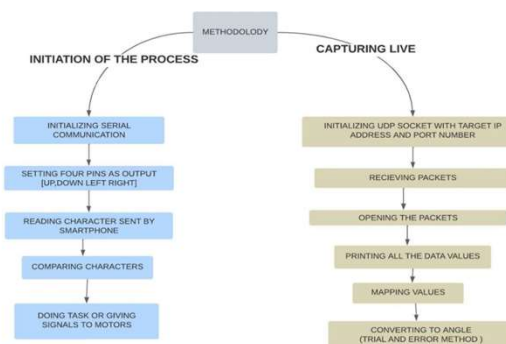 METHODOLODY
INITIATION OF THE PROCESS
CAPTURING LIVE
INITIALIZING SERIAL
COMMUNICATION
SETTING FOUR PINS AS OUTPUT
[UP,DOWN LEFT RIGHT]
READING CHARACTER SENT BY
SMARTPHONE
COMPARING CHARACTERS
DOING TASK OR GIVING
SIGNALS TO MOTORS
INITIALIZING UDP SOCKET WITH TARGET IP
ADDRESS AND PORT NUMBER
RECIEVING PACKETS
OPENING THE PACKETS
PRINTING ALL THE DATA VALUES
MAPPING VALUES
CONVERTING TO ANGLE
(TRIAL AND ERROR METHOD )